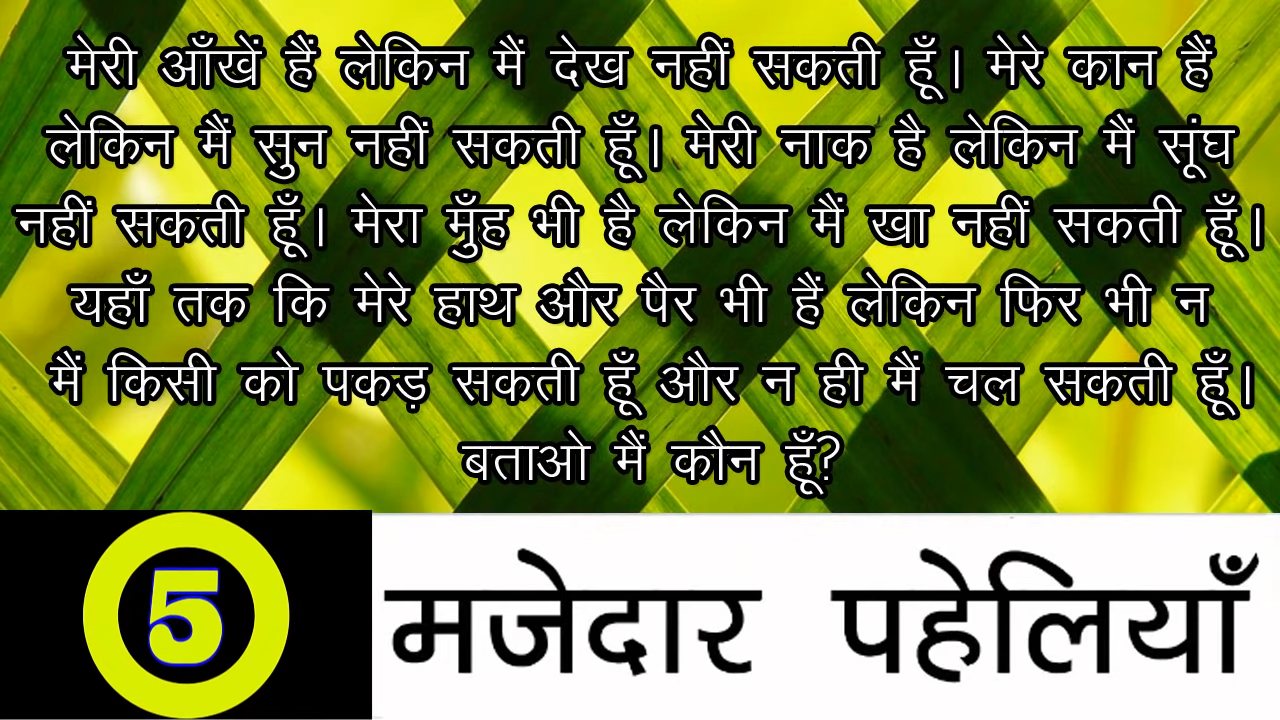 मेरी आँखें हैं लेकिन मैं देख नहीं सकती हूँ। मेरे कान हैं
लेकिन मैं सुन नहीं सकती हूँ। मेरी नाक है लेकिन मैं सूंघ
नहीं सकती हूँ। मेरा मुँह भी है लेकिन मैं खा नहीं सकती हूँ।
यहाँ तक कि मेरे हाथ और पैर भी हैं लेकिन फिर भी न
मैं किसी को पकड़ सकती हूँ और न ही मैं चल सकती हूँ।
बताओ मैं कौन हूँ?
5 मजेदार पहेलियाँ